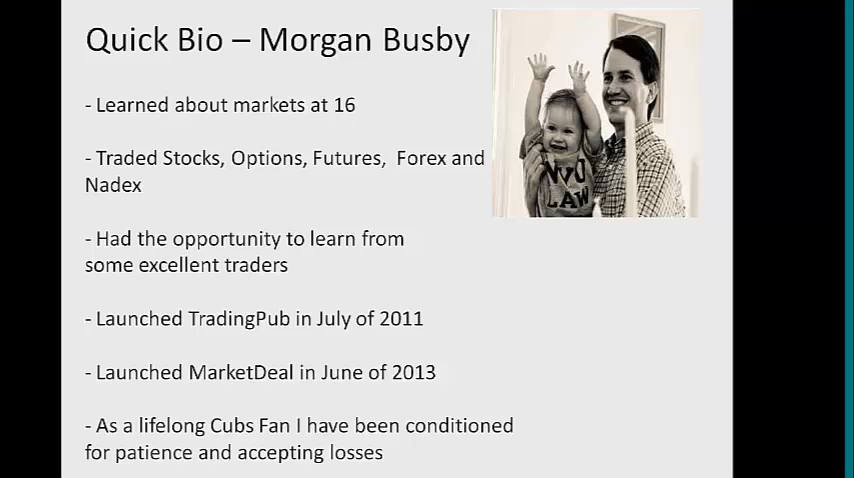 Quick Bio – Morgan Busby
- Learned about markets at 16
- Traded Stocks, Options, Futures,  Forex and
Nadex
- Had the opportunity to learn from
some excellent traders
- Launched TradingPub in July of 2011
- Launched MarketDeal in June of 2013
- As a lifelong Cubs Fan I have been conditioned
for patience and accepting losses
LAW